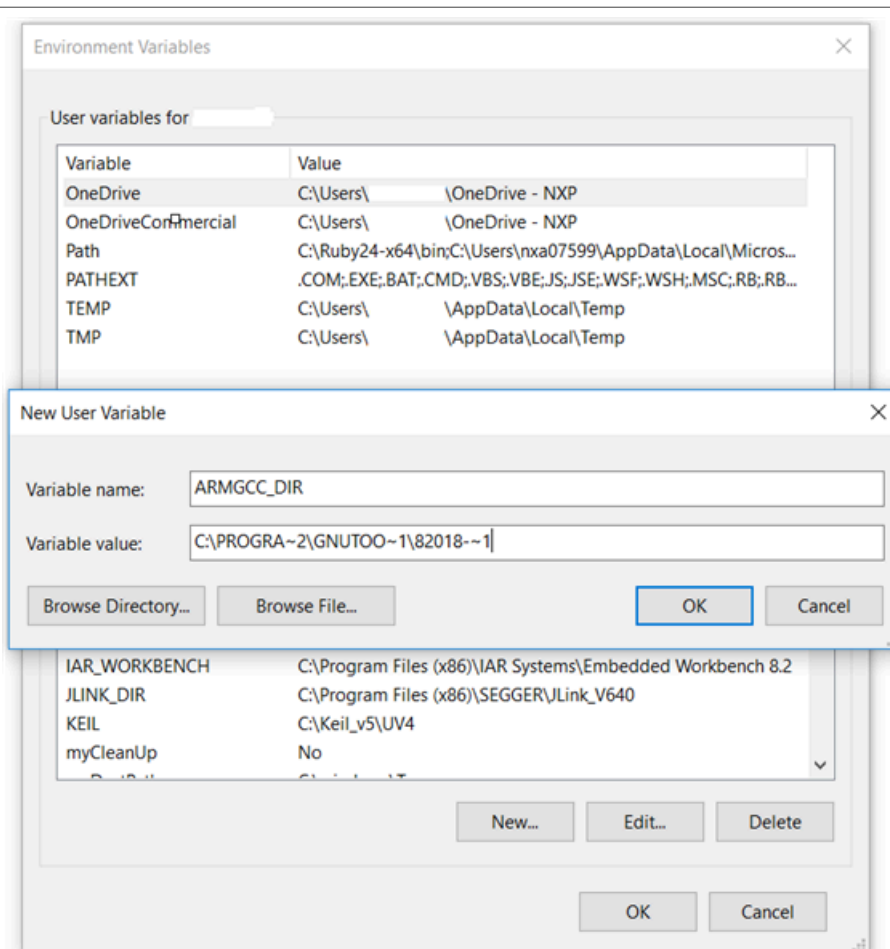 Environment Variables
User variables for
Variable Value
OneDrive C:\Users\ \OneDrive - NXP
OneDriveCommercial C:\Users\ \OneDrive - NXP
Path C:\Ruby24-x64\bin;C:\Users\nxa07599\AppData\Local\Micros...
PATHEXT .COM;.EXE;.BAT;.CMD;.VBS;.VBE;.JS;.JSE;.WSF;.WSH;.MSC;.RB;.RB...
TEMP C:\Users\ \AppData\Local\Temp
TMP C:\Users\ \AppData\Local\Temp
New User Variable
Variable name: ARMGCC_DIR
Variable value: C:\PROGRA~2\GNUTOO~1\82018-~1
Browse Directory... Browse File... OK Cancel
IAR_WORKBENCH C:\Program Files (x86)\IAR Systems\Embedded Workbench 8.2
JLINK_DIR C:\Program Files (x86)\SEGGER\JLink_V640
KEIL C:\Keil_v5\UV4
myCleanUp No
New... Edit... Delete
OK Cancel